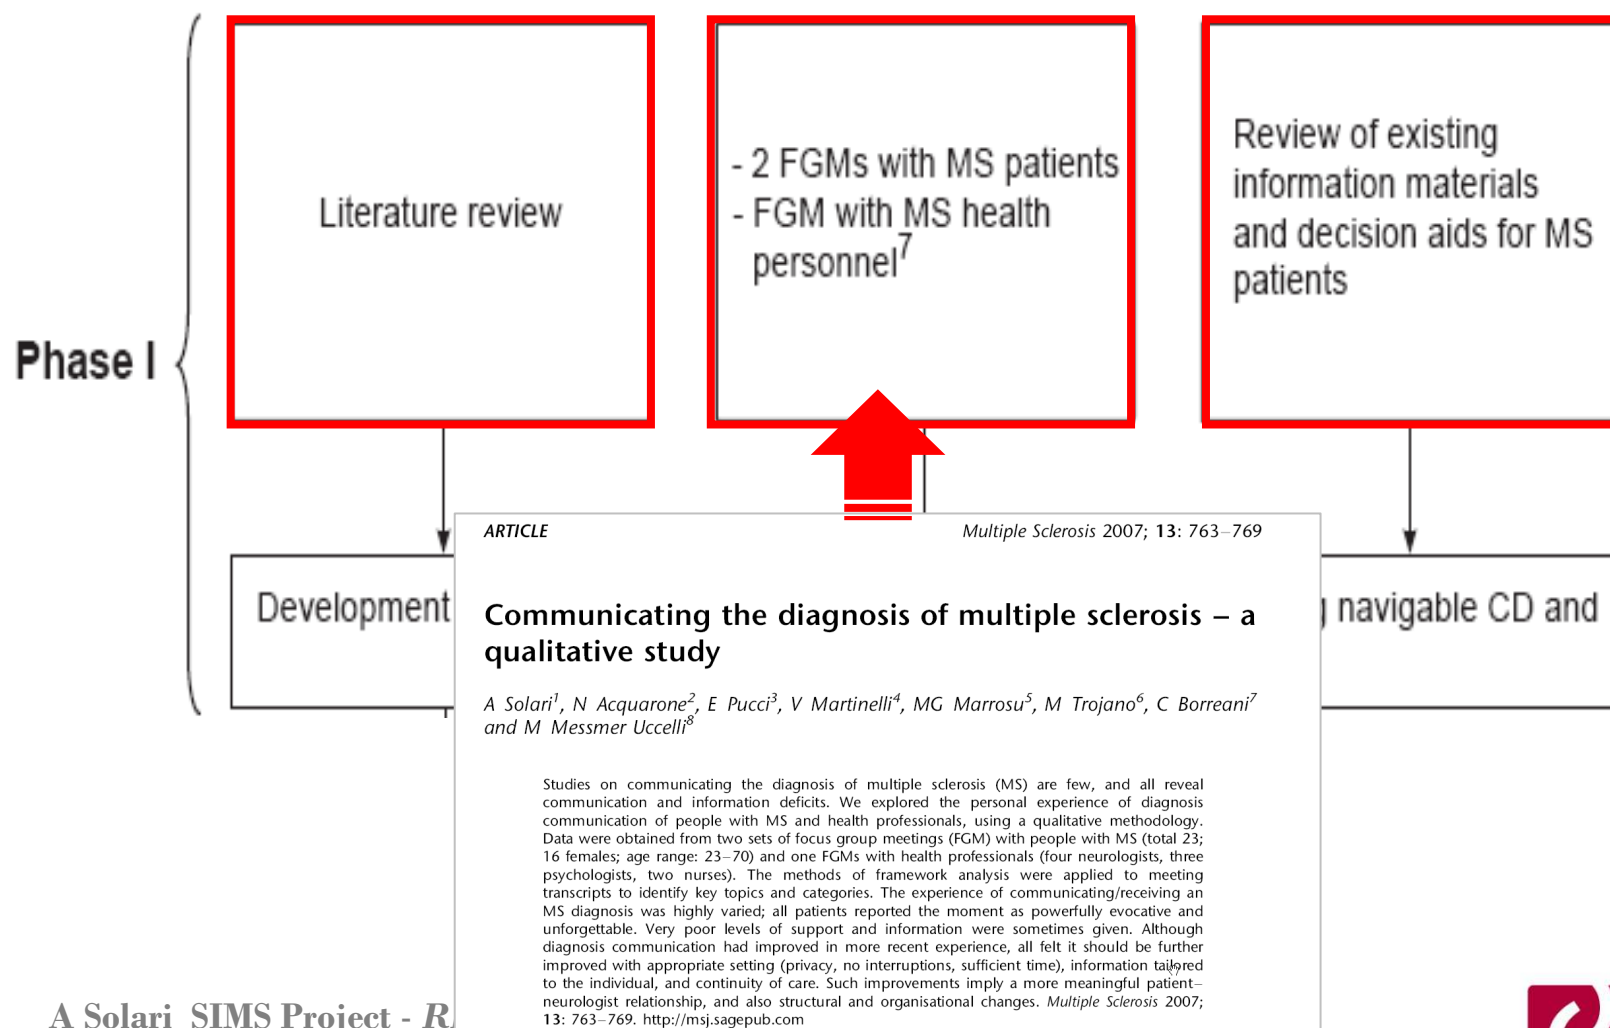 Literature review
- 2 FGMs with MS patients
- FGM with MS health
personnel7
Review of existing
information materials
and decision aids for MS
patients
Phase I
Development
navigable CD and
ARTICLE
Multiple Sclerosis 2007; 13: 763–769
Communicating the diagnosis of multiple sclerosis – a
qualitative study
A Solari1, N Acquarone2, E Pucci3, V Martinelli4, MG Marrosu5, M Trojano6, C Borreani7
and M Messmer Uccelli8
Studies on communicating the diagnosis of multiple sclerosis (MS) are few, and all reveal
communication and information deficits. We explored the personal experience of diagnosis
communication of people with MS and health professionals, using a qualitative methodology.
Data were obtained from two sets of focus group meetings (FGM) with people with MS (total 23;
16 females; age range: 23–70) and one FGMs with health professionals (four neurologists, three
psychologists, two nurses). The methods of framework analysis were applied to meeting
transcripts to identify key topics and categories. The experience of communicating/receiving an
MS diagnosis was highly varied; all patients reported the moment as powerfully evocative and
unforgettable. Very poor levels of support and information were sometimes given. Although
diagnosis communication had improved in more recent experience, all felt it should be further
improved with appropriate setting (privacy, no interruptions, sufficient time), information tailored
to the individual, and continuity of care. Such improvements imply a more meaningful patient–
neurologist relationship, and also structural and organisational changes. Multiple Sclerosis 2007;
13: 763–769. http://msj.sagepub.com
A Solari SIMS Project -